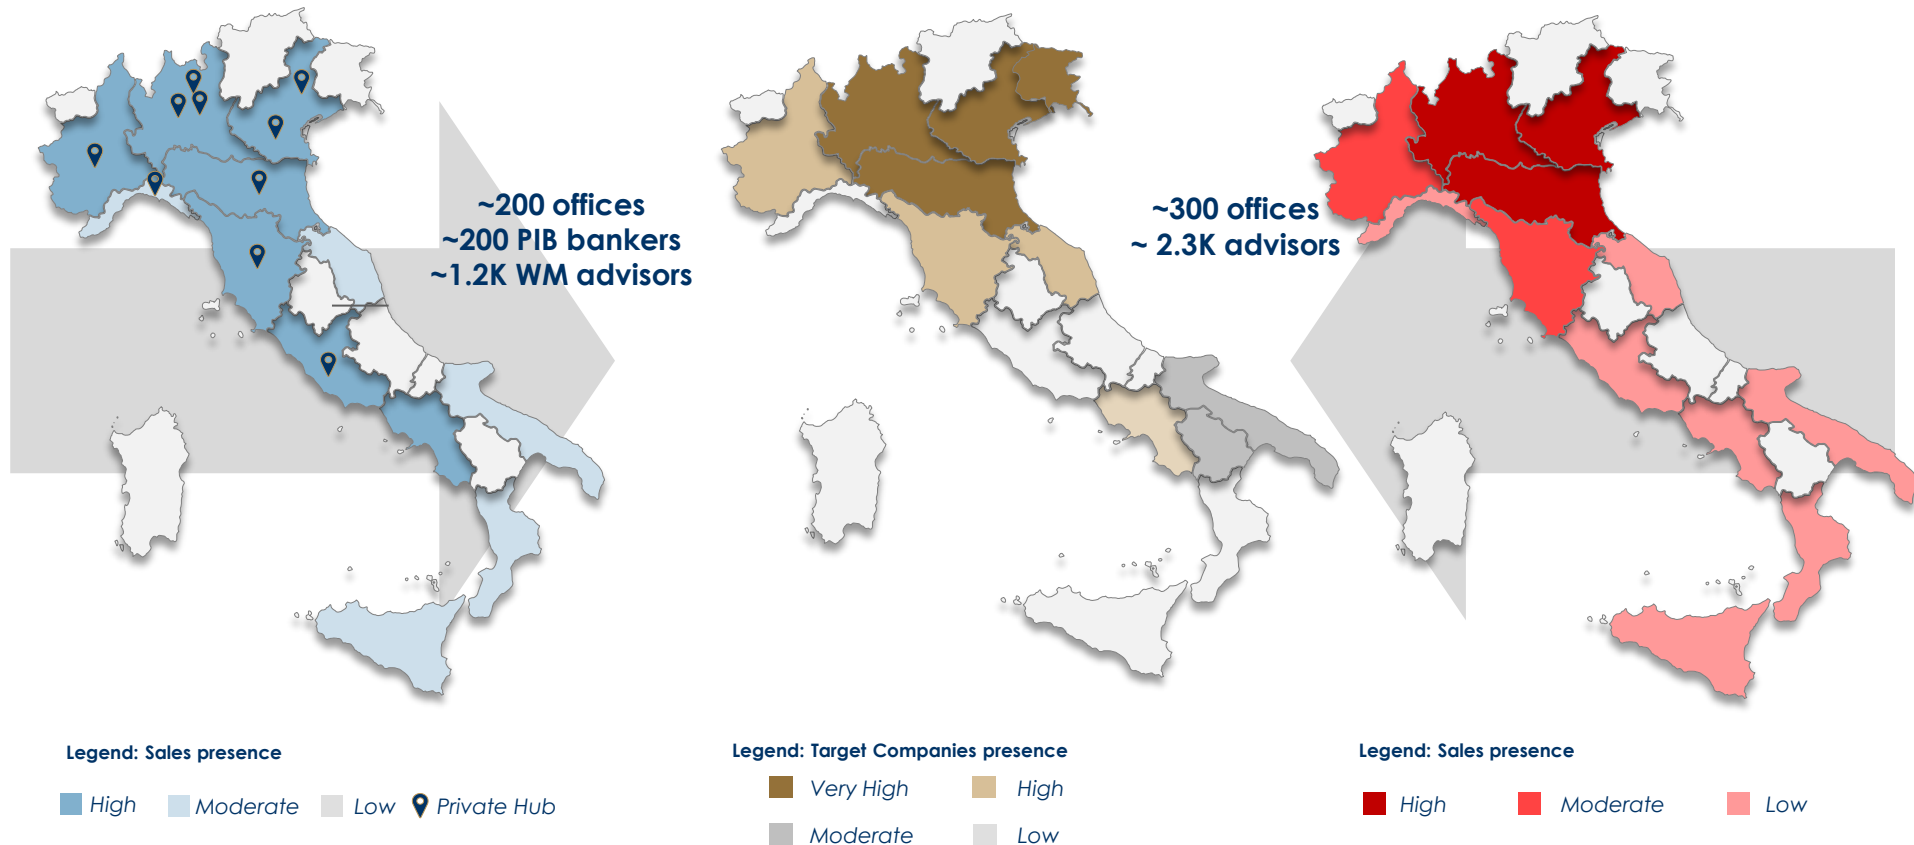 ~200 offices
~200 PIB bankers
~1.2K WM advisors
~300 offices
~ 2.3K advisors
Legend: Sales presence
High
Moderate
Low
Private Hub
Legend: Target Companies presence
Very High
High
Moderate
Low
Legend: Sales presence
High
Moderate
Low